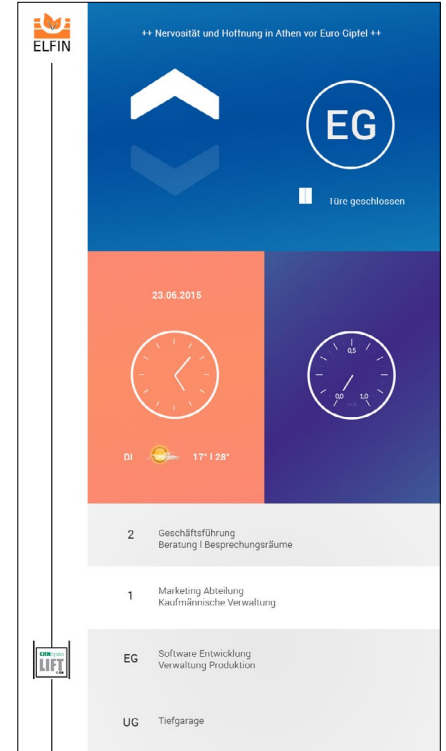 ELFIN
++ Nervosität und Hoffnung in Athen vor Euro-Gipfel ++
EG
Türe geschlossen
23.06.2015
0,5
0,0 1,0
DI 17° | 28°
2 Geschäftsführung
Beratung | Besprechungsräume
1 Marketing Abteilung
Kaufmännische Verwaltung
LIFT
EG Software Entwicklung
Verwaltung Produktion
UG Tiefgarage